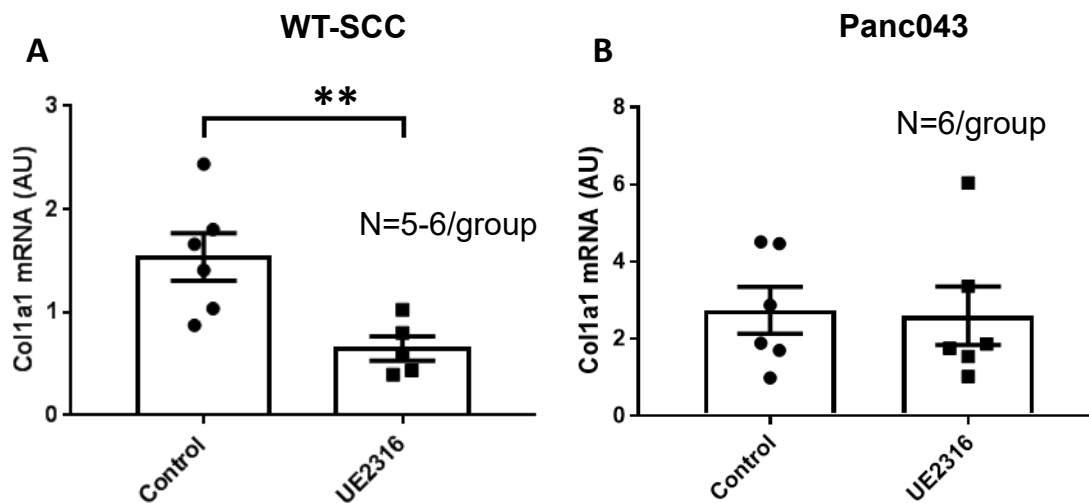 WT-SCC
A
**
Col1a1 mRNA (AU)
3
2
1
0
N=5-6/group
Control
UE2316
Panc043
B
Col1a1 mRNA (AU)
8
6
4
2
0
N=6/group
Control
UE2316